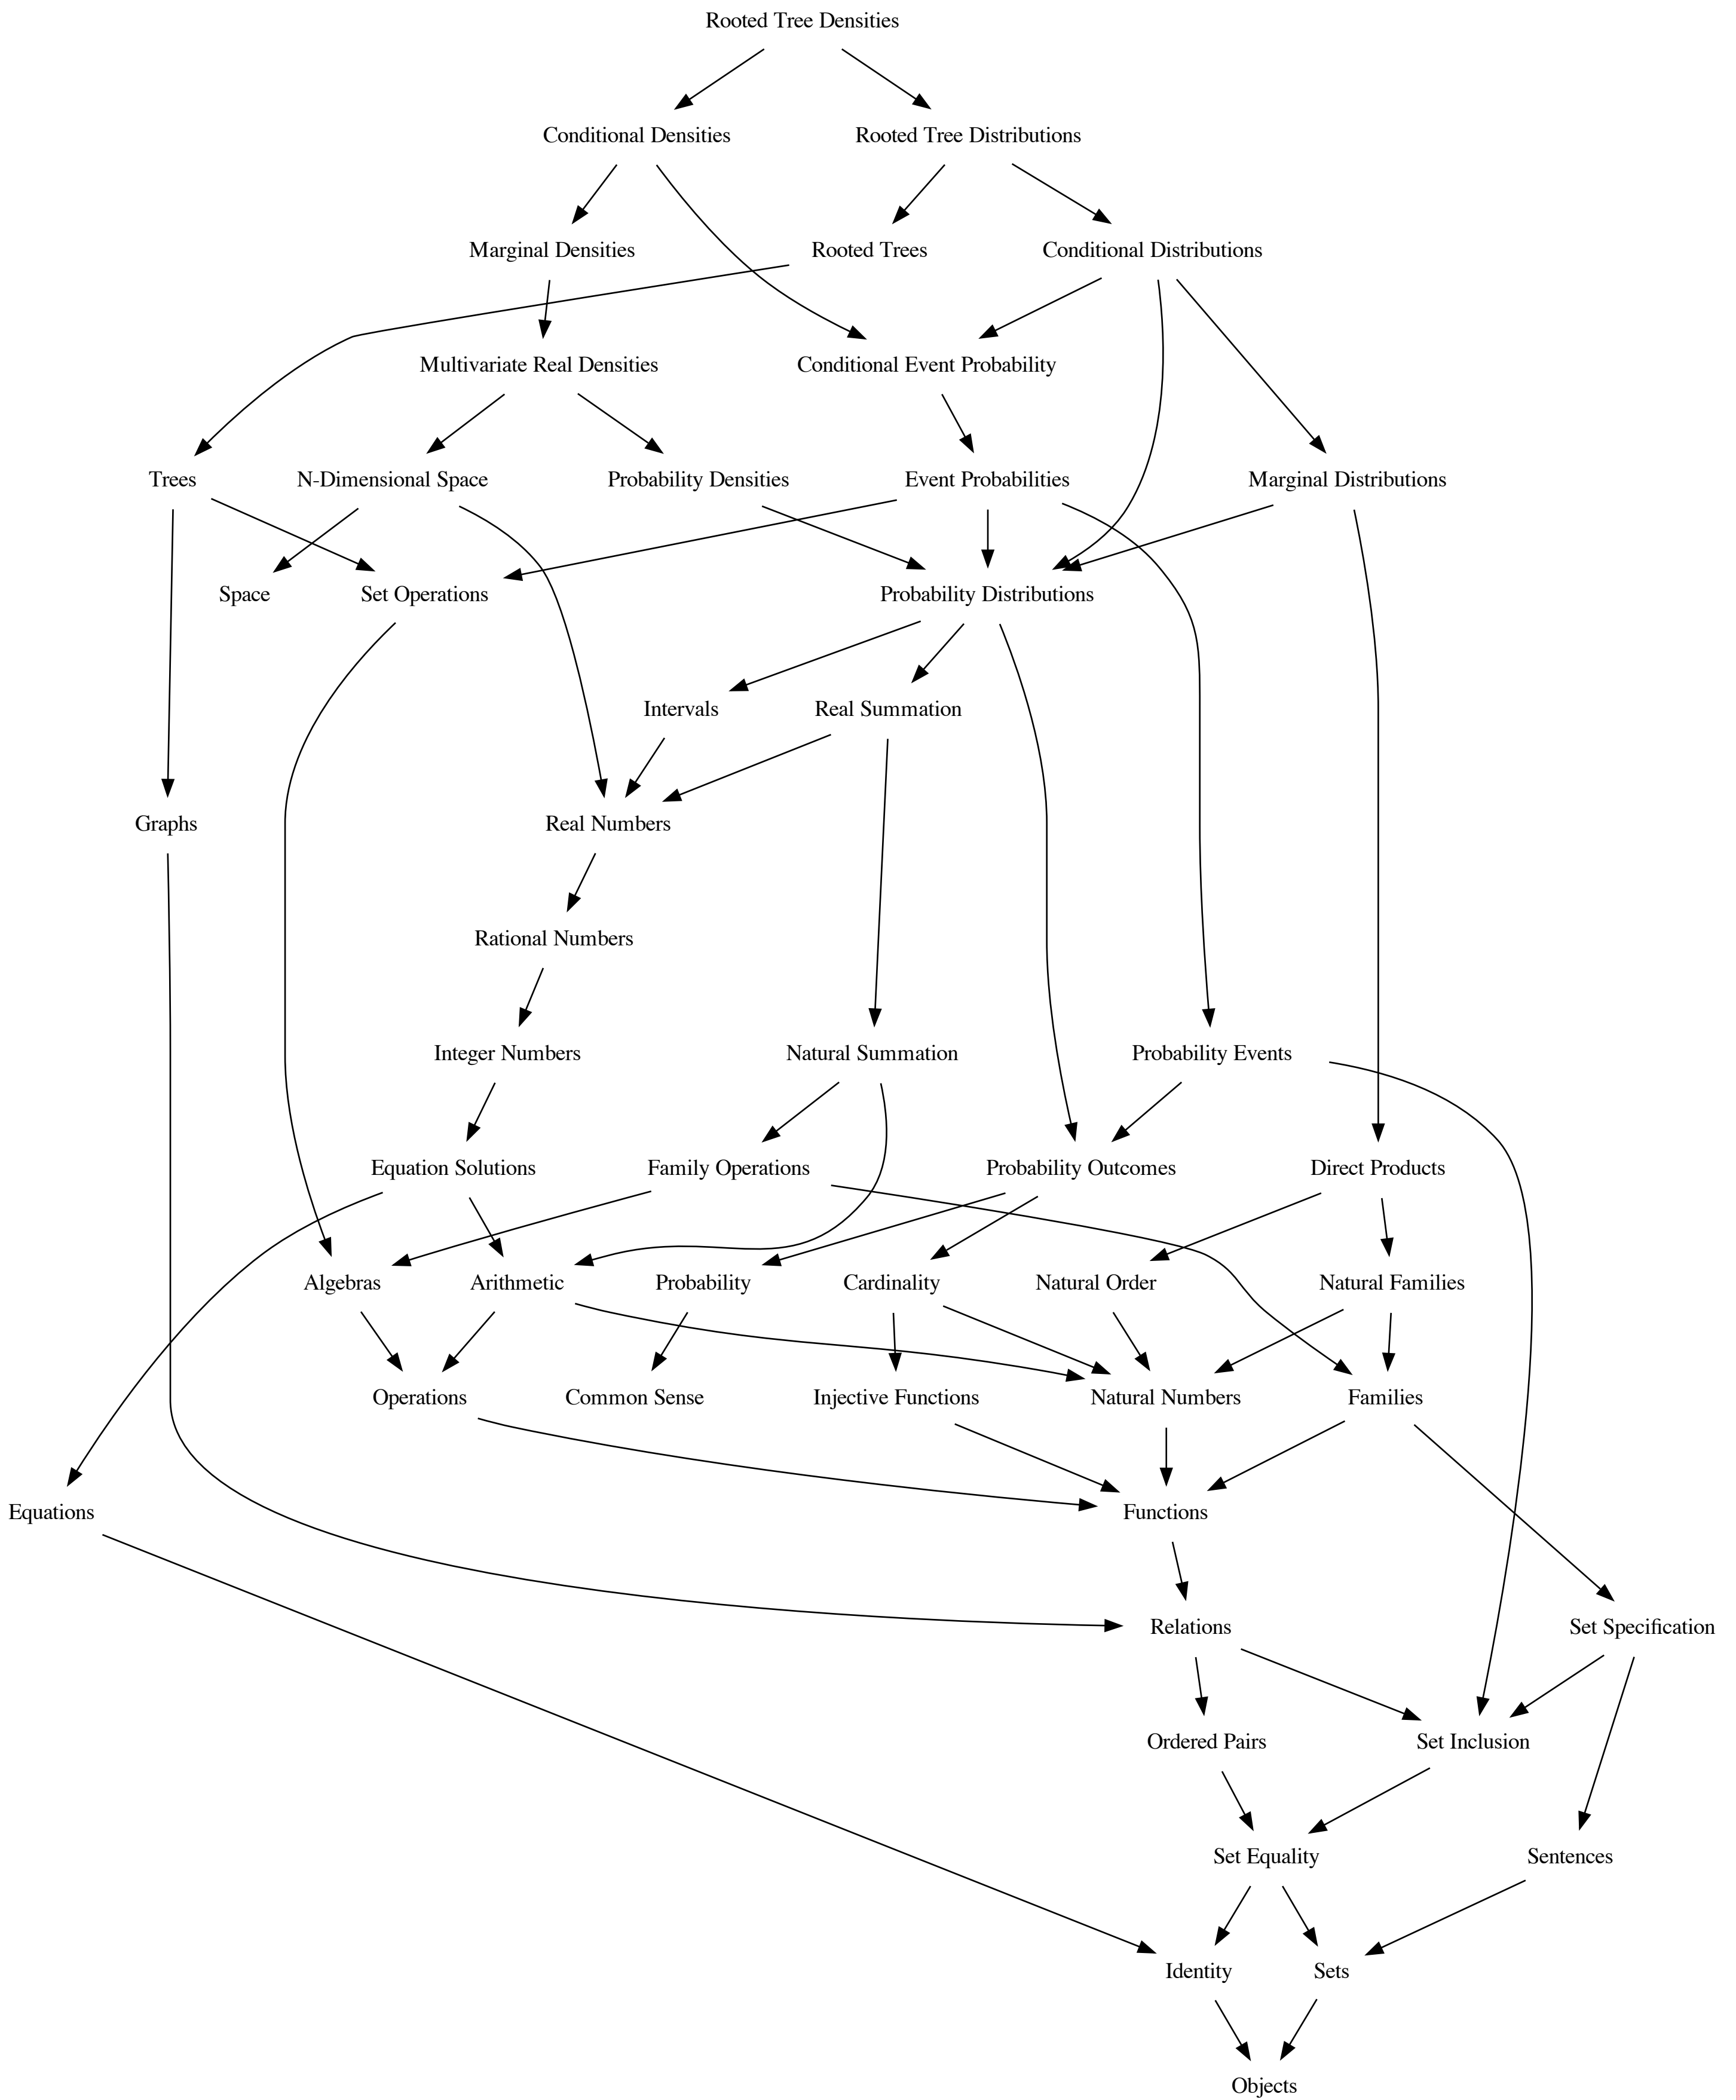 Rooted Tree Densities
Conditional Densities
Rooted Tree Distributions
Marginal Densities
Rooted Trees
Conditional Distributions
Multivariate Real Densities
Conditional Event Probability
Trees
N-Dimensional Space
Probability Densities
Event Probabilities
Marginal Distributions
Space
Set Operations
Probability Distributions
Intervals
Real Summation
Graphs
Real Numbers
Rational Numbers
Integer Numbers
Natural Summation
Probability Events
Equation Solutions
Family Operations
Probability Outcomes
Direct Products
Algebras
Arithmetic
Probability
Cardinality
Natural Order
Natural Families
Operations
Common Sense
Injective Functions
Natural Numbers
Families
Equations
Functions
Relations
Set Specification
Ordered Pairs
Set Inclusion
Set Equality
Sentences
Identity
Sets
Objects